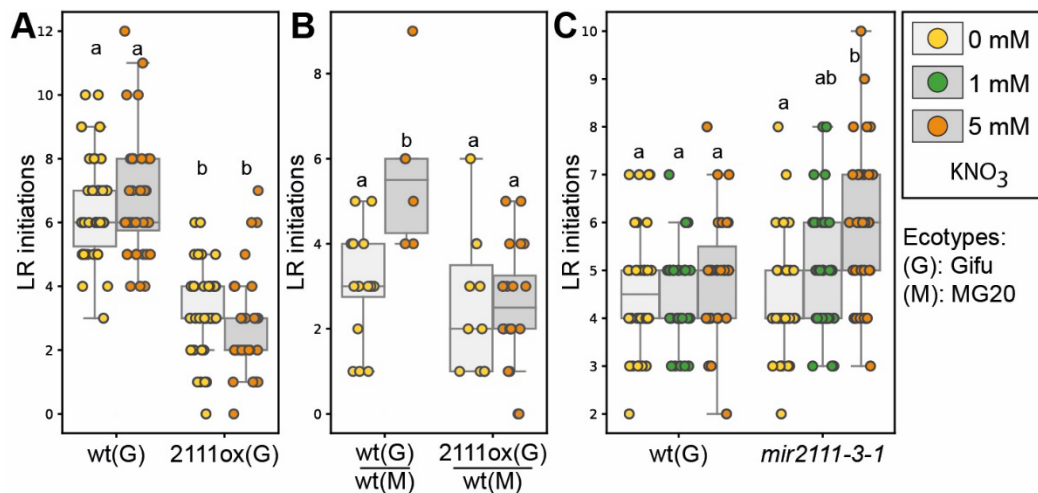 A
LR initiations
12
10
8
6
4
2
0
a
a
b
b
wt(G)
2111ox(G)
B
LR initiations
8
6
4
2
0
a
b
a
a
wt(G)
wt(M)
2111ox(G)
wt(M)
C
LR initiations
10
9
8
7
6
5
4
3
2
a
a
a
a
ab
b
wt(G)
mir2111-3-1
0 mM
1 mM
5 mM
KNO₃
Ecotypes:
(G): Gifu
(M): MG20